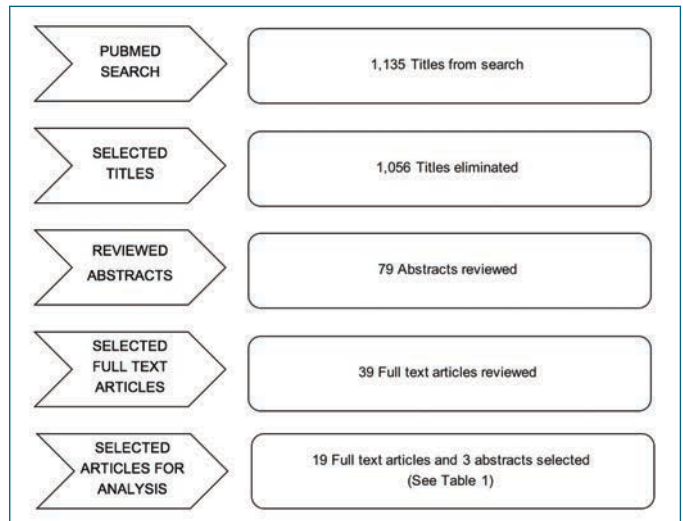 PUBMED
SEARCH
1,135 Titles from search
SELECTED
TITLES
1,056 Titles eliminated
REVIEWED
ABSTRACTS
79 Abstracts reviewed
SELECTED
FULL TEXT
ARTICLES
39 Full text articles reviewed
SELECTED
ARTICLES FOR
ANALYSIS
19 Full text articles and 3 abstracts selected
(See Table 1)